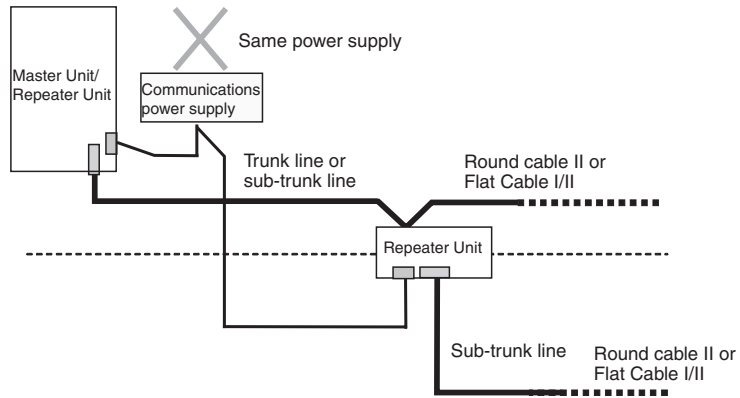 Same power supply
Master Unit/
Repeater Unit
Communications
power supply
Trunk line or
sub-trunk line
Round cable II or
Flat Cable I/II
Repeater Unit
Sub-trunk line
Round cable II or
Flat Cable I/II